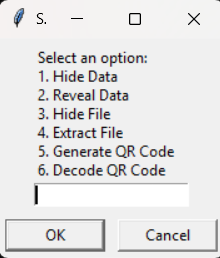 S.
Select an option:
1. Hide Data
2. Reveal Data
3. Hide File
4. Extract File
5. Generate QR Code
6. Decode QR Code
OK
Cancel